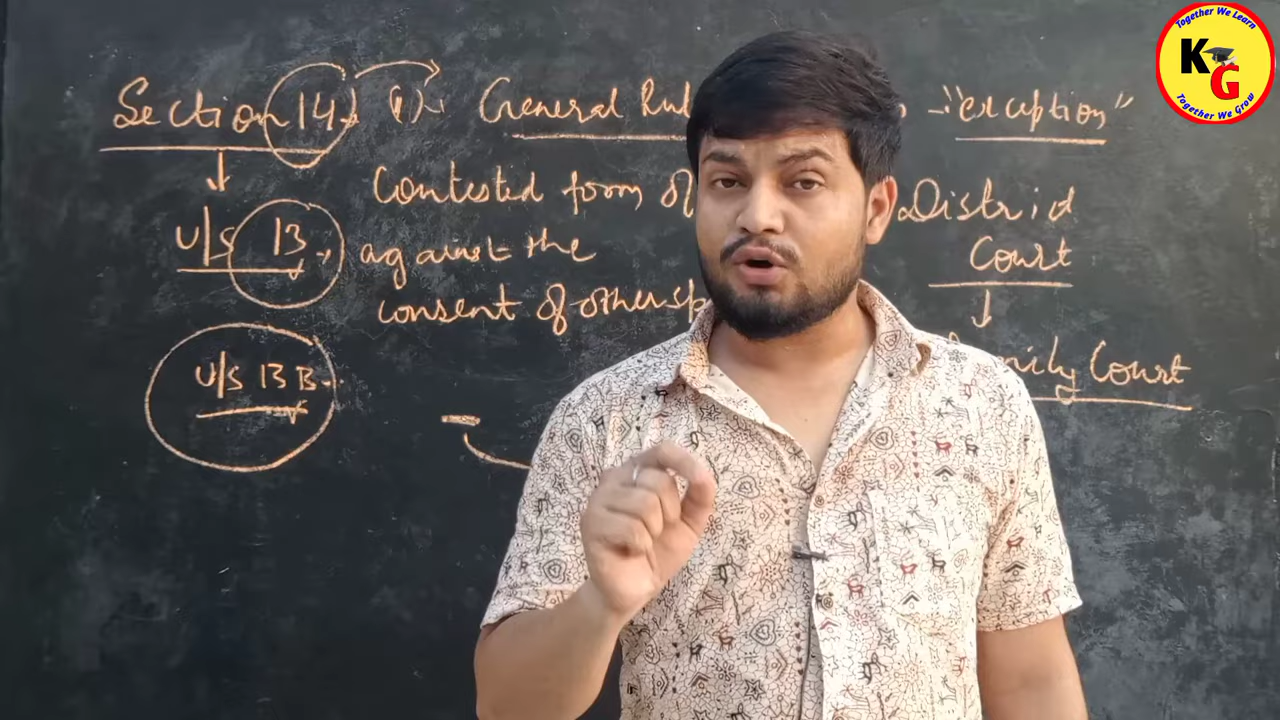 Section 14 (1). General Rul - "exception"
Contested form of District
U/S 13. against the Court
consent of other sp
U/S 13 B. mily Court
Together We Learn
KG
Together We Grow